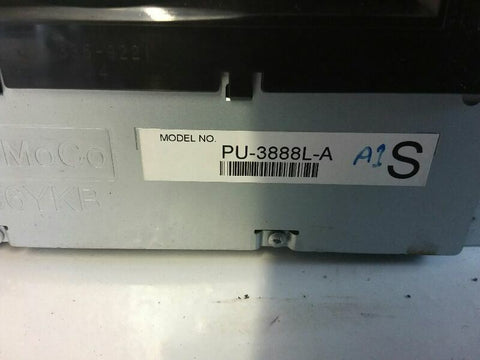 MODEL NO.
PU-3888L-A
A1
S
MoCo